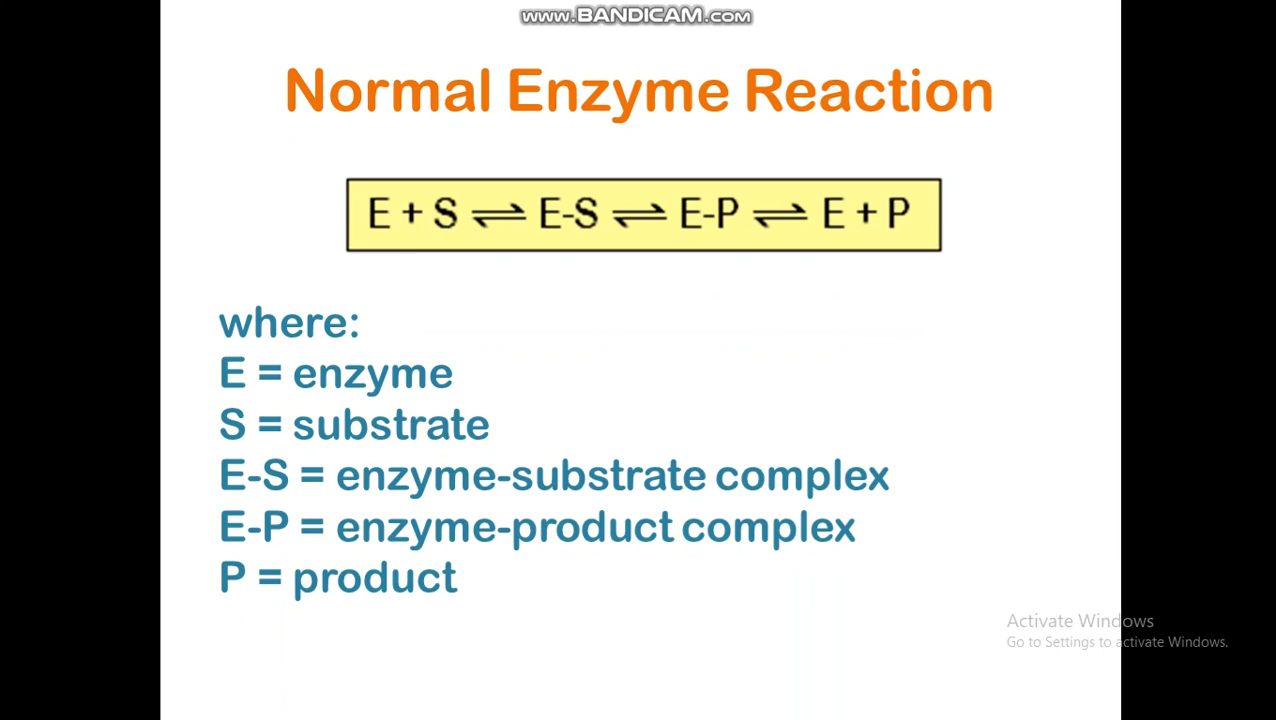 www.BANDICAM.com
Normal Enzyme Reaction
E + S ⇌ E-S ⇌ E-P ⇌ E + P
where:
E = enzyme
S = substrate
E-S = enzyme-substrate complex
E-P = enzyme-product complex
P = product
Activate Windows
Go to Settings to activate Windows.